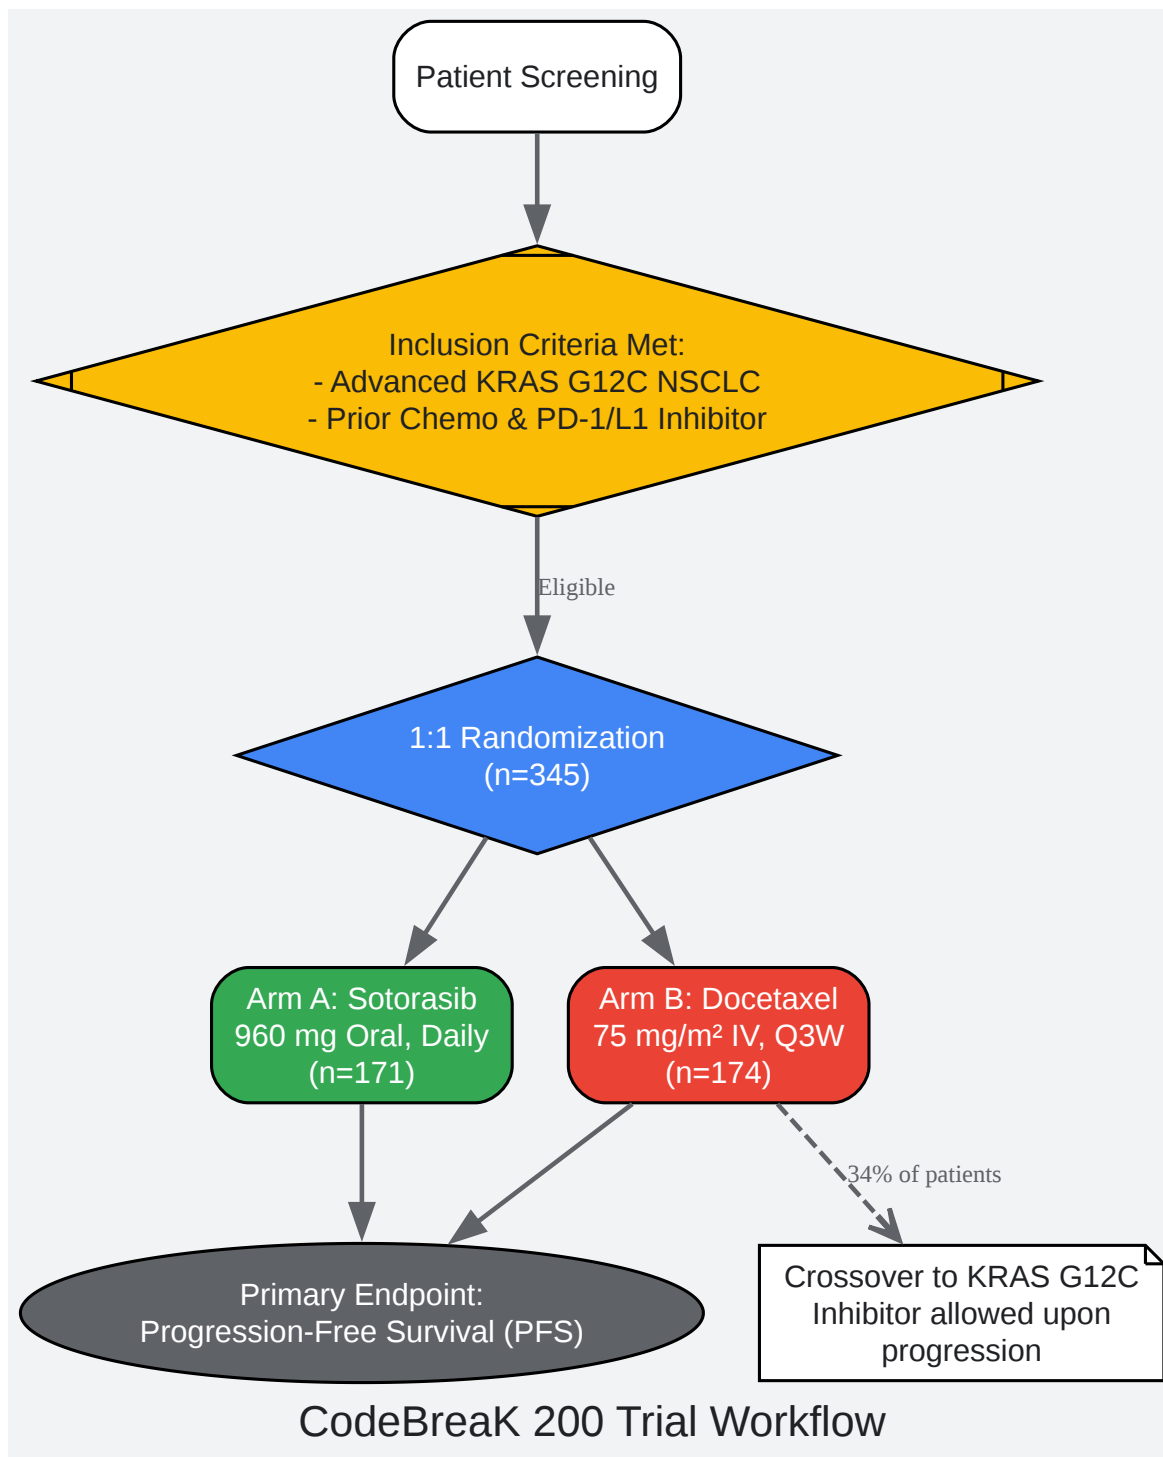 Patient Screening
Inclusion Criteria Met:
- Advanced KRAS G12C NSCLC
- Prior Chemo & PD-1/L1 Inhibitor
Eligible
1:1 Randomization
(n=345)
Arm A: Sotorasib
960 mg Oral, Daily
(n=171)
Arm B: Docetaxel
75 mg/m² IV, Q3W
(n=174)
34% of patients
Primary Endpoint:
Progression-Free Survival (PFS)
Crossover to KRAS G12C
Inhibitor allowed upon
progression
CodeBreaK 200 Trial Workflow